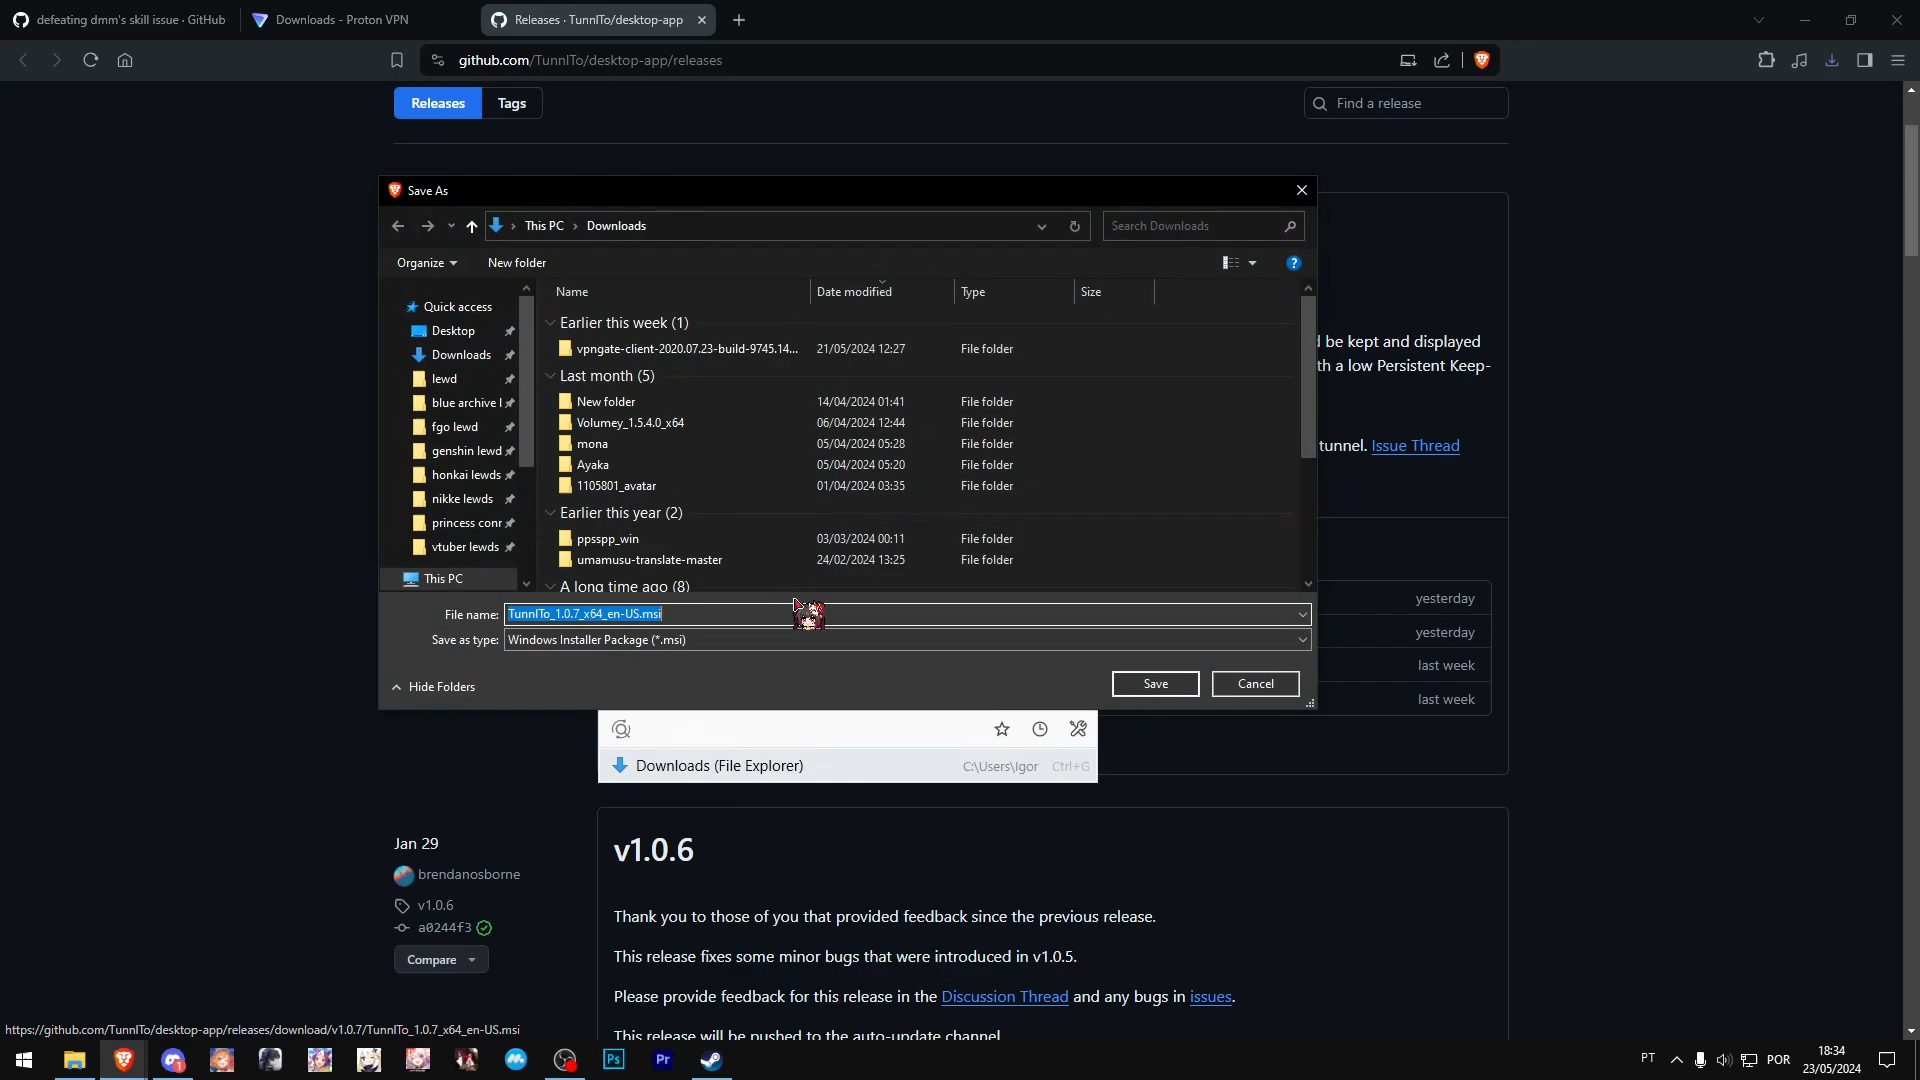 defeating dmm's skill issue · GitHub
Downloads - Proton VPN
Releases · TunnlTo/desktop-app
github.com/TunnlTo/desktop-app/releases
Releases
Tags
Find a release
Save As
This PC
Downloads
Search Downloads
Organize
New folder
Quick access
Desktop
Downloads
lewd
blue archive l
fgo lewd
genshin lewd
honkai lewds
nikke lewds
princess conr
vtuber lewds
This PC
Name
Date modified
Type
Size
Earlier this week (1)
vpngate-client-2020.07.23-build-9745.14...
21/05/2024 12:27
File folder
Last month (5)
New folder
14/04/2024 01:41
File folder
Volumey_1.5.4.0_x64
06/04/2024 12:44
File folder
mona
05/04/2024 05:28
File folder
Ayaka
05/04/2024 05:20
File folder
1105801_avatar
01/04/2024 03:35
File folder
Earlier this year (2)
ppsspp_win
03/03/2024 00:11
File folder
umamusu-translate-master
24/02/2024 13:25
File folder
A long time ago (8)
File name:
TunnlTo_1.0.7_x64_en-US.msi
Save as type:
Windows Installer Package (*.msi)
Hide Folders
Save
Cancel
be kept and displayed
th a low Persistent Keep-
tunnel. Issue Thread
yesterday
yesterday
last week
last week
Downloads (File Explorer)
C:\Users\Igor
Ctrl+G
Jan 29
brendanosborne
v1.0.6
a0244f3
Compare
v1.0.6
Thank you to those of you that provided feedback since the previous release.
This release fixes some minor bugs that were introduced in v1.0.5.
Please provide feedback for this release in the Discussion Thread and any bugs in issues.
This release will be pushed to the auto-update channel.
https://github.com/TunnlTo/desktop-app/releases/download/v1.0.7/TunnlTo_1.0.7_x64_en-US.msi
1
Ps
Pr
PT
POR
18:34
23/05/2024